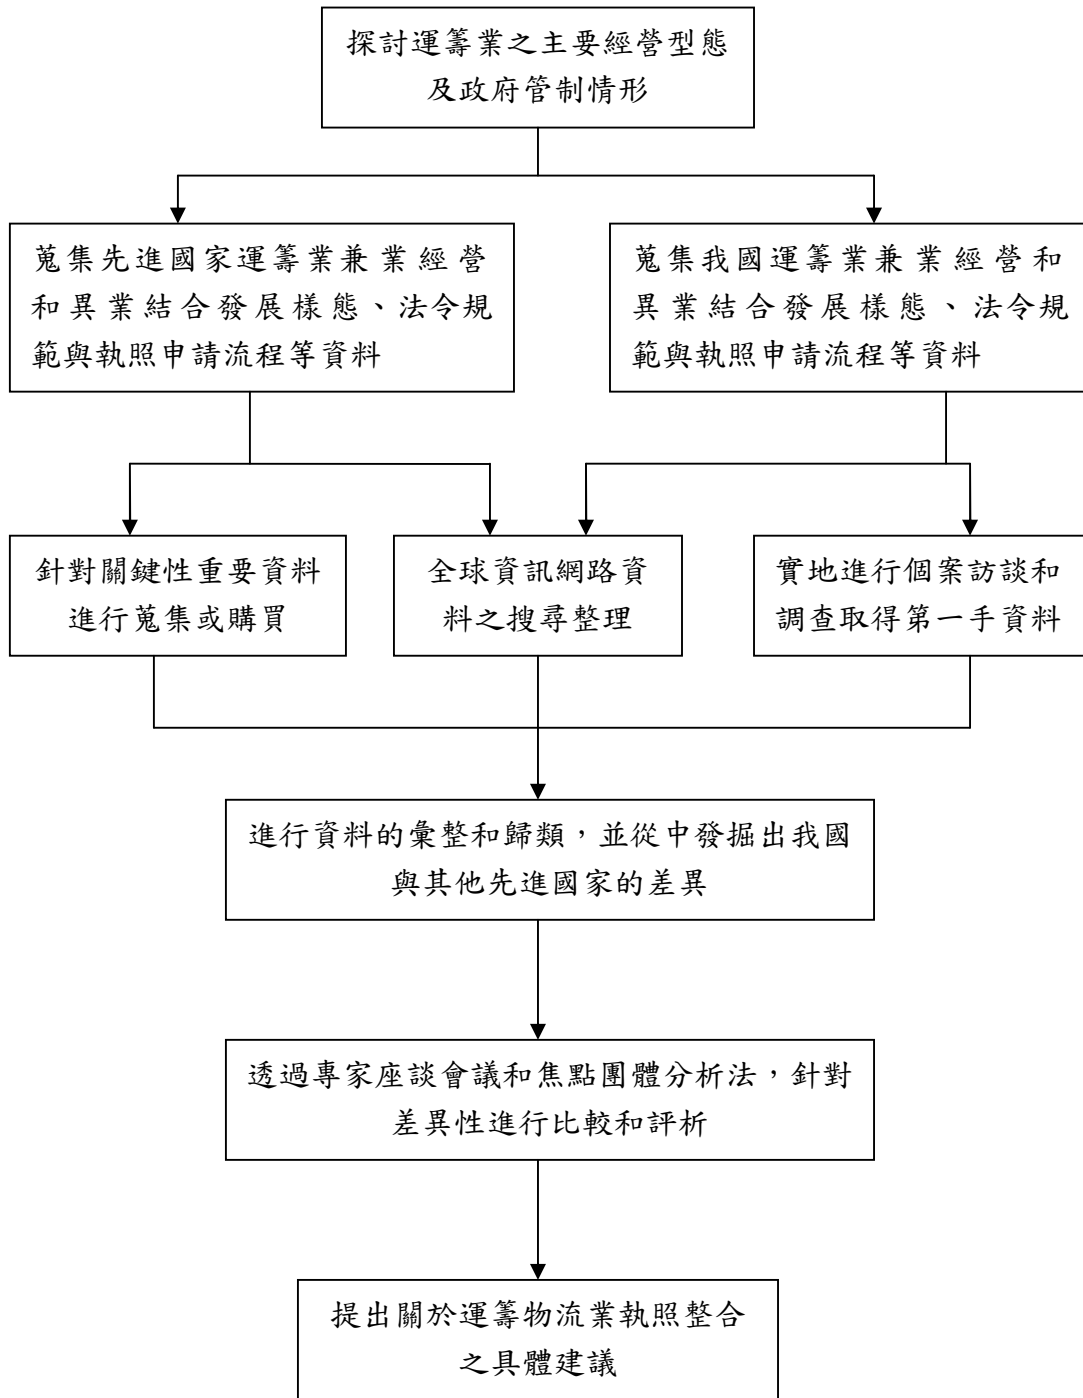 探討運籌業之主要經營型態
及政府管制情形
蒐集先進國家運籌業兼業經營
和異業結合發展樣態、法令規
範與執照申請流程等資料
蒐集我國運籌業兼業經營和
異業結合發展樣態、法令規
範與執照申請流程等資料
針對關鍵性重要資料
進行蒐集或購買
全球資訊網路資
料之搜尋整理
實地進行個案訪談和
調查取得第一手資料
進行資料的彙整和歸類，並從中發掘出我國
與其他先進國家的差異
透過專家座談會議和焦點團體分析法，針對
差異性進行比較和評析
提出關於運籌物流業執照整合
之具體建議